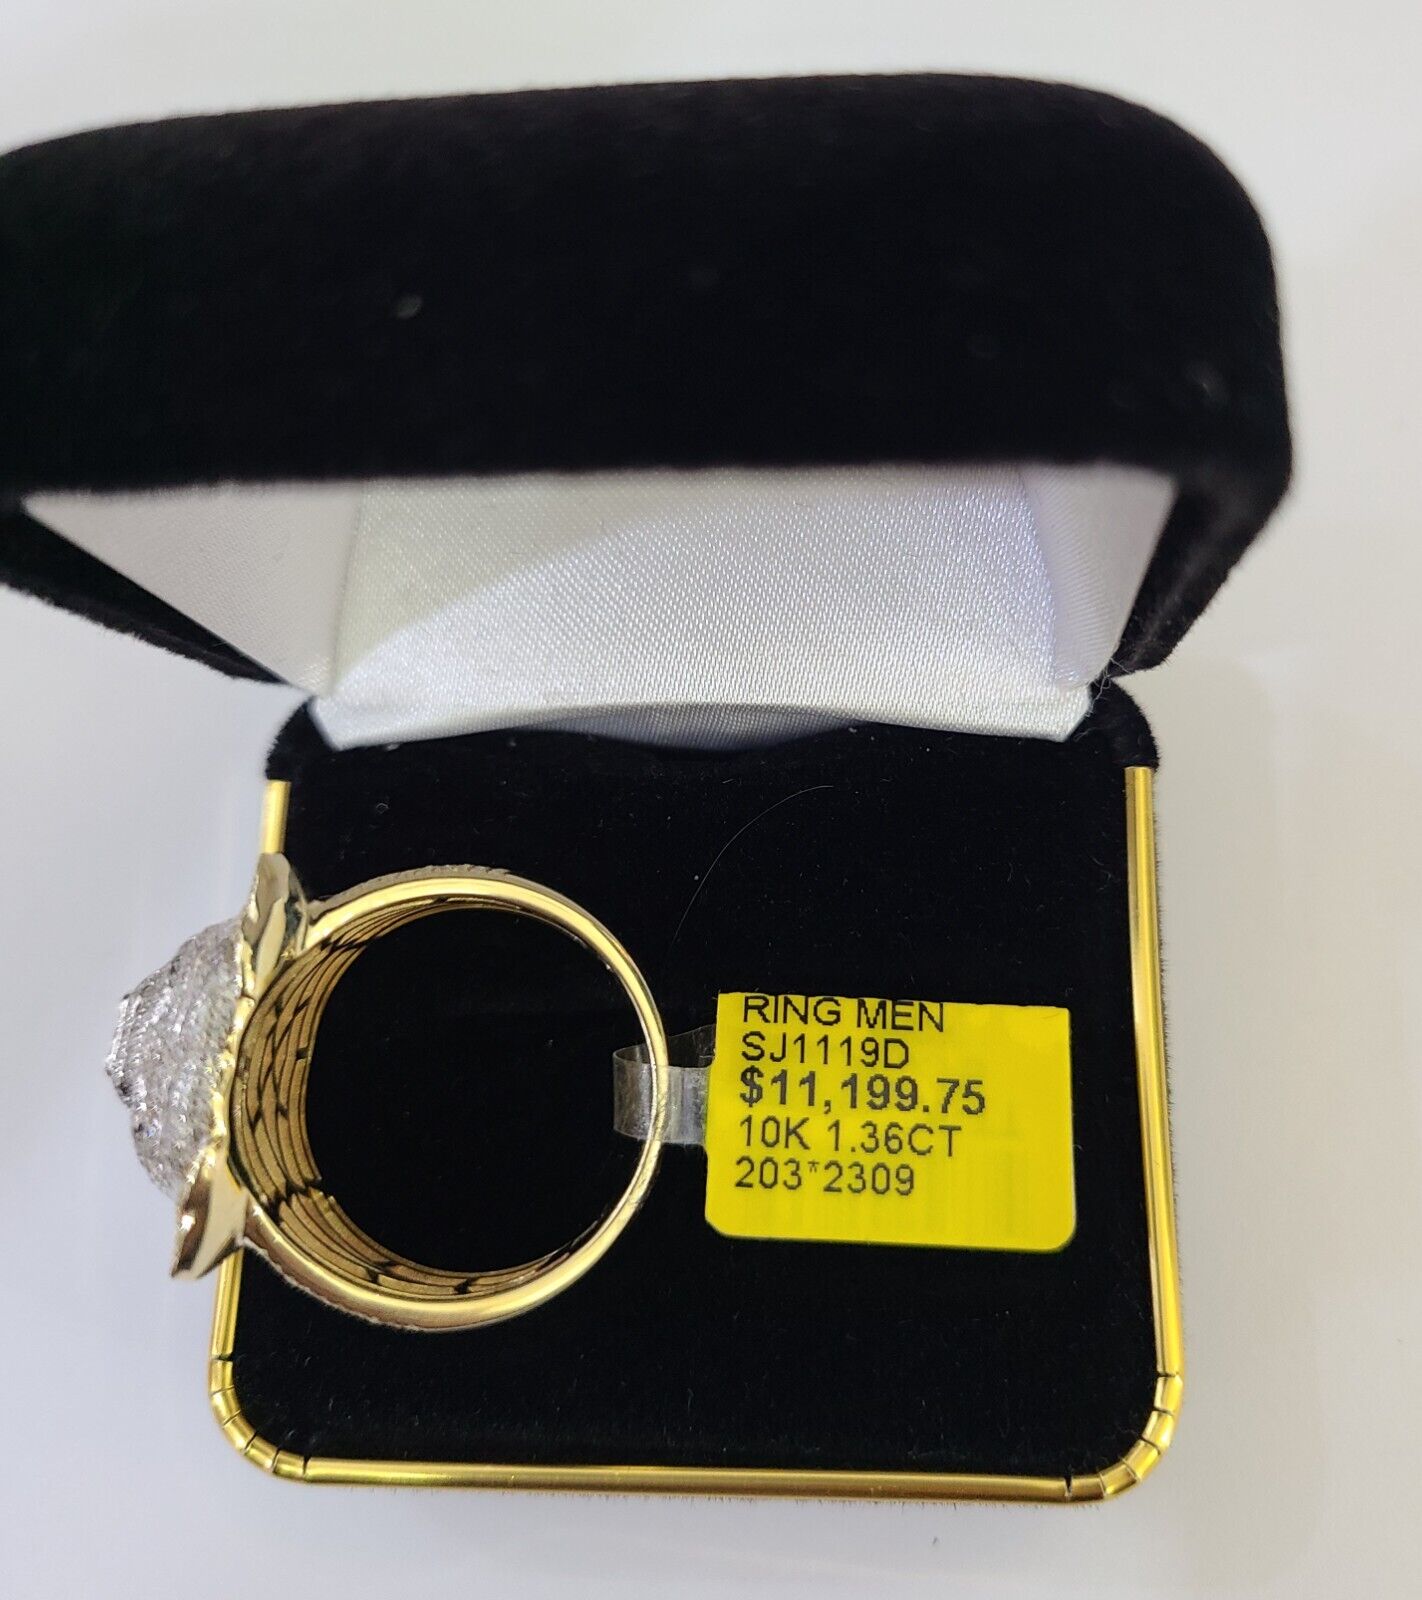 RING MEN
SJ1119D
$11,199.75
10K 1.36CT
203*2309